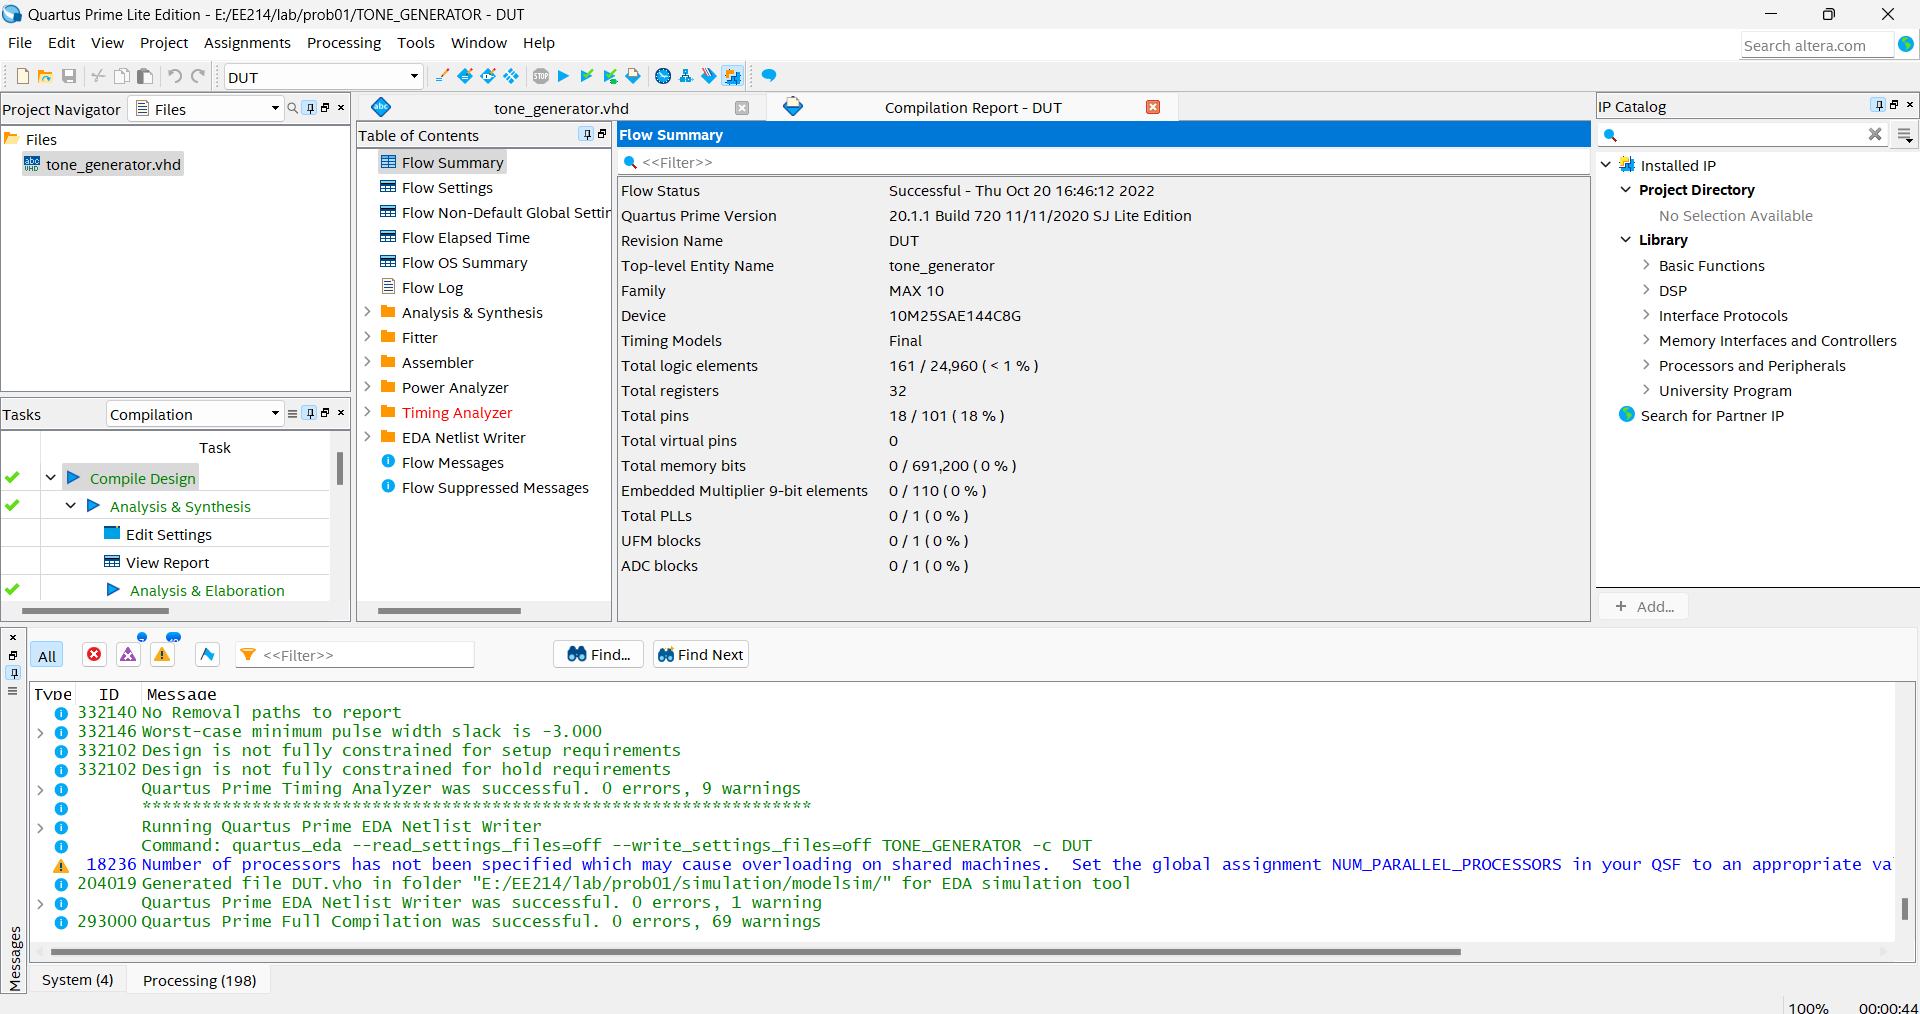 Quartus Prime Lite Edition - E:/EE214/lab/prob01/TONE_GENERATOR - DUT
File Edit View Project Assignments Processing Tools Window Help
Search altera.com
DUT
Project Navigator Files
Files
tone_generator.vhd
Tasks Compilation
Task
Compile Design
Analysis & Synthesis
Edit Settings
View Report
Analysis & Elaboration
tone_generator.vhd
Compilation Report - DUT
Table of Contents
Flow Summary
Flow Settings
Flow Non-Default Global Settin
Flow Elapsed Time
Flow OS Summary
Flow Log
Analysis & Synthesis
Fitter
Assembler
Power Analyzer
Timing Analyzer
EDA Netlist Writer
Flow Messages
Flow Suppressed Messages
Flow Summary
<<Filter>>
Flow Status Successful - Thu Oct 20 16:46:12 2022
Quartus Prime Version 20.1.1 Build 720 11/11/2020 SJ Lite Edition
Revision Name DUT
Top-level Entity Name tone_generator
Family MAX 10
Device 10M25SAE144C8G
Timing Models Final
Total logic elements 161 / 24,960 ( < 1 % )
Total registers 32
Total pins 18 / 101 ( 18 % )
Total virtual pins 0
Total memory bits 0 / 691,200 ( 0 % )
Embedded Multiplier 9-bit elements 0 / 110 ( 0 % )
Total PLLs 0 / 1 ( 0 % )
UFM blocks 0 / 1 ( 0 % )
ADC blocks 0 / 1 ( 0 % )
IP Catalog
Installed IP
Project Directory
No Selection Available
Library
Basic Functions
DSP
Interface Protocols
Memory Interfaces and Controllers
Processors and Peripherals
University Program
Search for Partner IP
+ Add...
All <<Filter>> Find... Find Next
Type ID Message
332140 No Removal paths to report
332146 Worst-case minimum pulse width slack is -3.000
332102 Design is not fully constrained for setup requirements
332102 Design is not fully constrained for hold requirements
Quartus Prime Timing Analyzer was successful. 0 errors, 9 warnings
*******************************************************************
Running Quartus Prime EDA Netlist Writer
Command: quartus_eda --read_settings_files=off --write_settings_files=off TONE_GENERATOR -c DUT
18236 Number of processors has not been specified which may cause overloading on shared machines.  Set the global assignment NUM_PARALLEL_PROCESSORS in your QSF to an appropriate va
204019 Generated file DUT.vho in folder "E:/EE214/lab/prob01/simulation/modelsim/" for EDA simulation tool
Quartus Prime EDA Netlist Writer was successful. 0 errors, 1 warning
293000 Quartus Prime Full Compilation was successful. 0 errors, 69 warnings
Messages
System (4) Processing (198)
100% 00:00:44